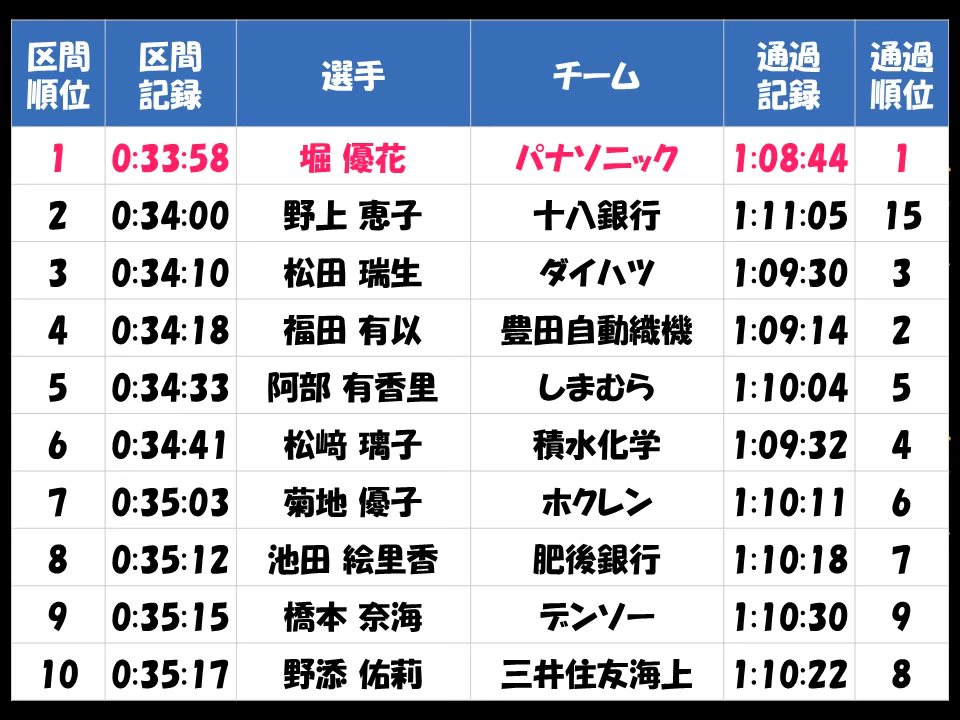 区間順位 区間記録 選手 チーム 通過記録 通過順位
1 0:33:58 堀 優花 パナソニック 1:08:44 1
2 0:34:00 野上 恵子 十八銀行 1:11:05 15
3 0:34:10 松田 瑞生 ダイハツ 1:09:30 3
4 0:34:18 福田 有以 豊田自動織機 1:09:14 2
5 0:34:33 阿部 有香里 しまむら 1:10:04 5
6 0:34:41 松﨑 璃子 積水化学 1:09:32 4
7 0:35:03 菊地 優子 ホクレン 1:10:11 6
8 0:35:12 池田 絵里香 肥後銀行 1:10:18 7
9 0:35:15 橋本 奈海 デンソー 1:10:30 9
10 0:35:17 野添 佑莉 三井住友海上 1:10:22 8